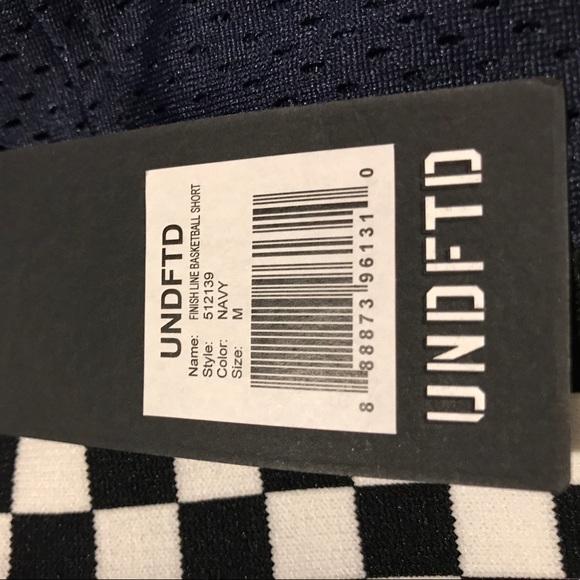 UNDFTD
Name: FINISH LINE BASKETBALL SHORT
Style: 512139
Color: NAVY
Size: M
8 88873 96131 0
UNDFTD